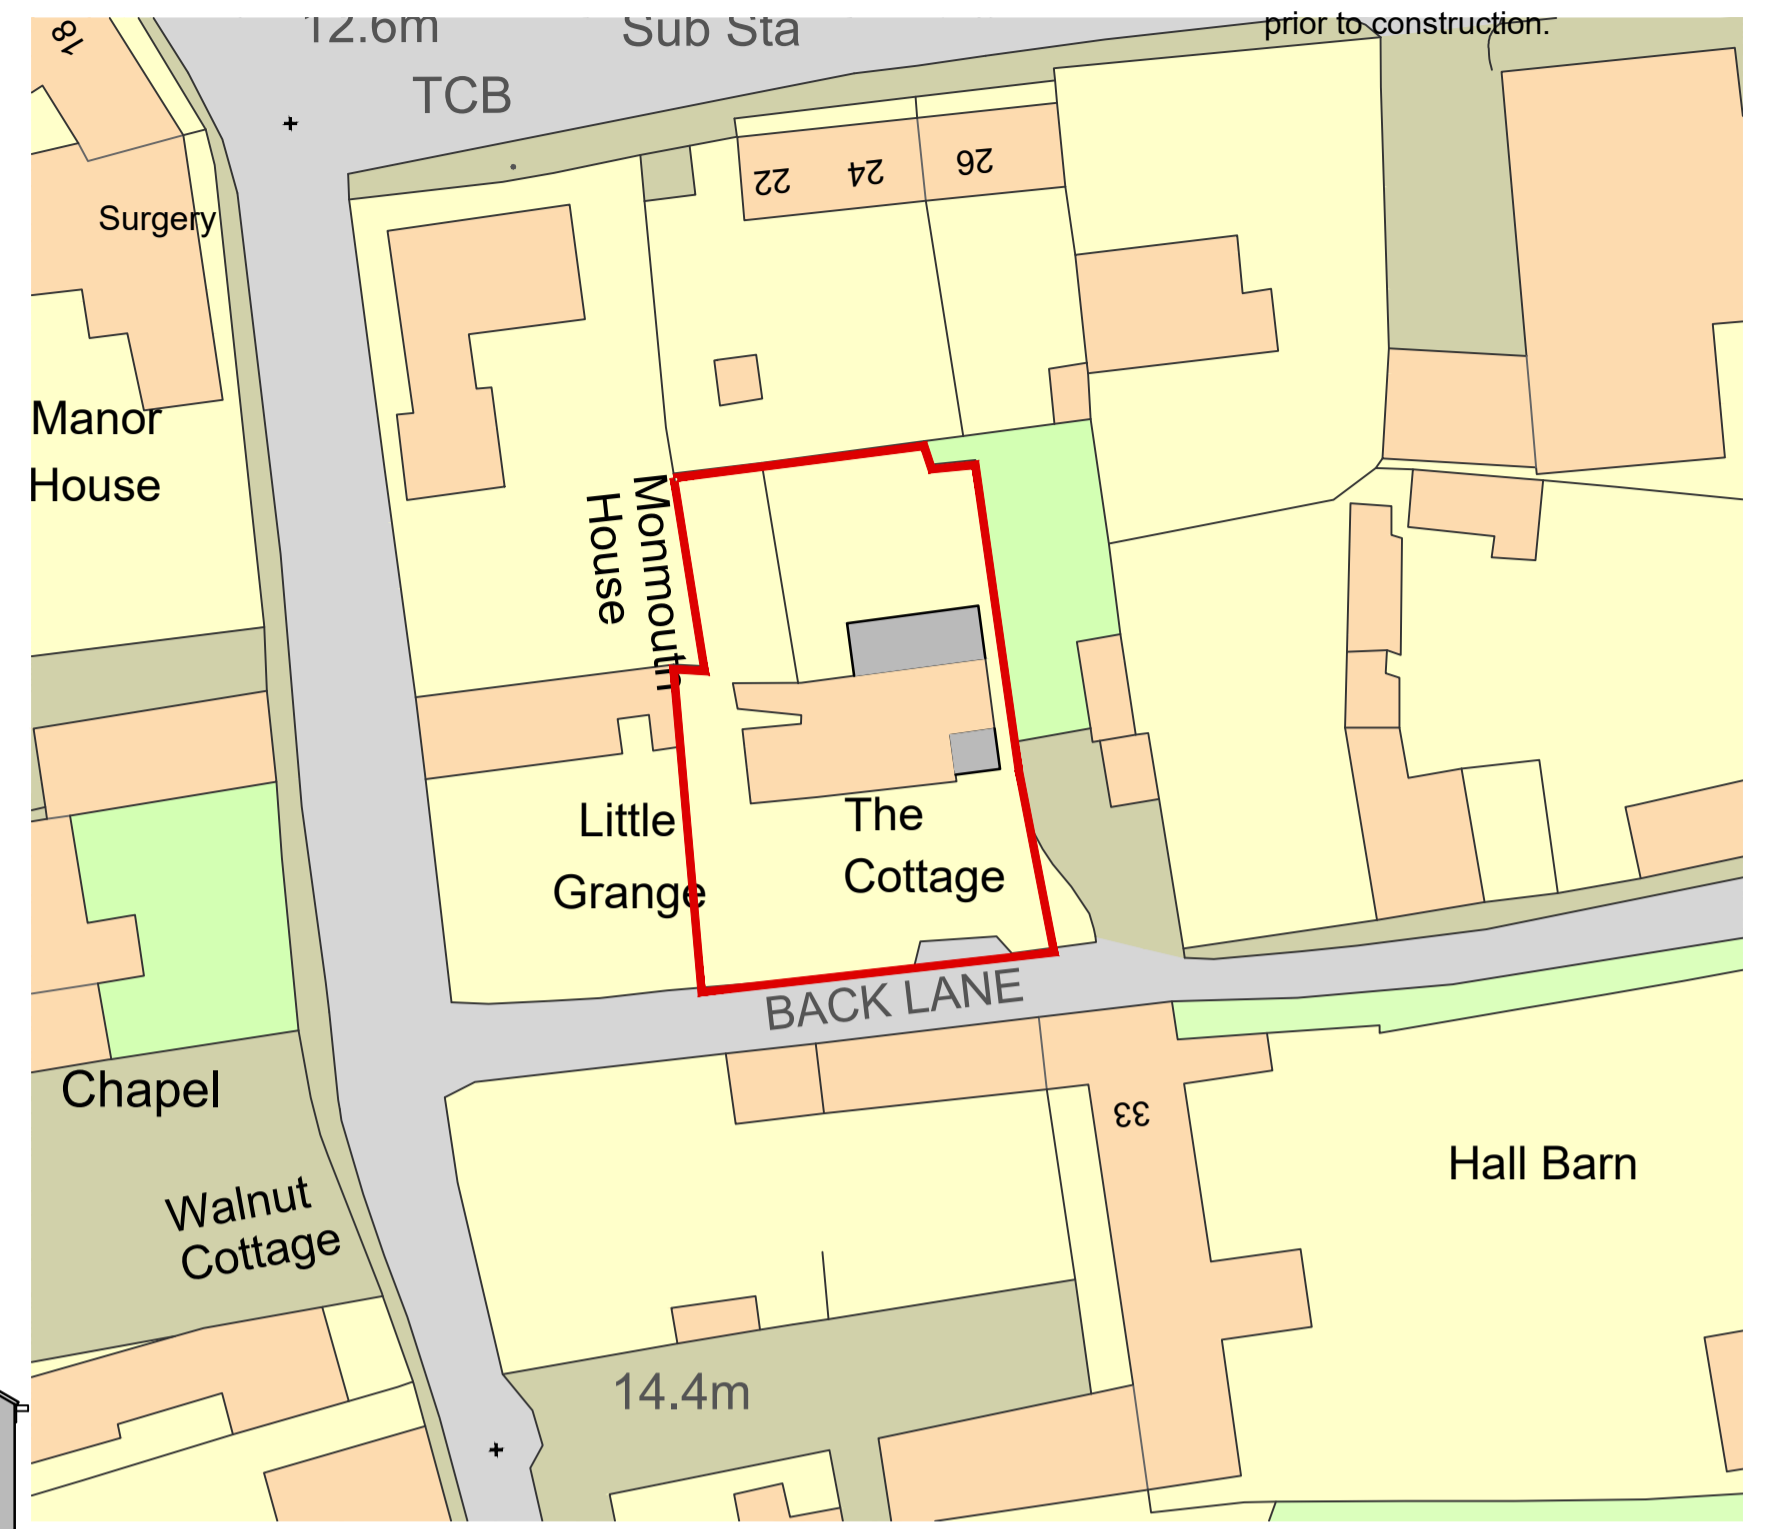 12.6m
Sub Sta
prior to construction.
18
TCB
22
24
26
Surgery
Manor
House
Monmouth
House
Little
Grange
The
Cottage
BACK LANE
Chapel
33
Hall Barn
Walnut
Cottage
14.4m